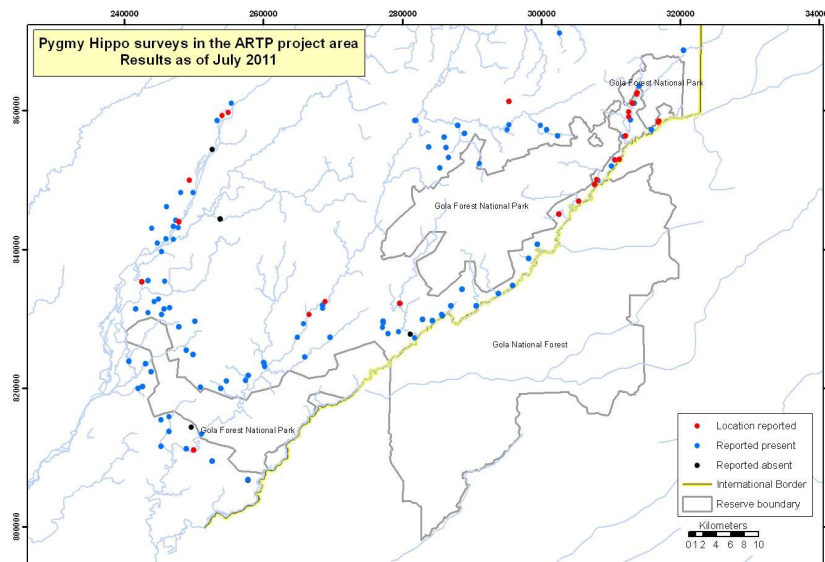 240000 260000 280000 300000 320000 34000
Pygmy Hippo surveys in the ARTP project area
Results as of July 2011
Gola Forest National Park
860000
Gola Forest National Park
840000
Gola National Forest
820000
Gola Forest National Park
800000
Location reported
Reported present
Reported absent
International Border
Reserve boundary
Kilometers
0 1 2 4 6 8 10